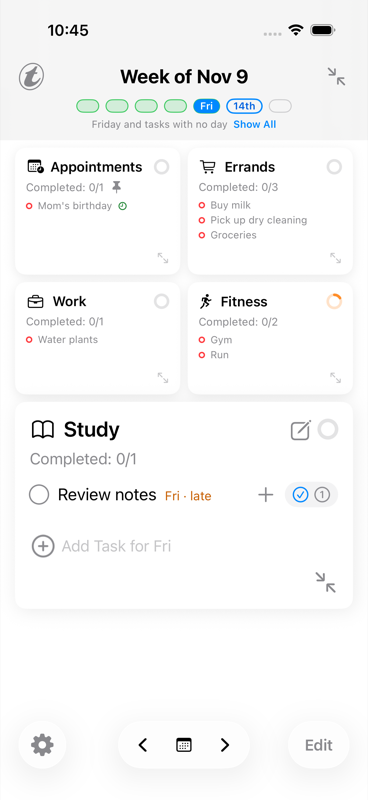 10:45
t
Week of Nov 9
Fri 14th
Friday and tasks with no day Show All
Appointments
Completed: 0/1
Mom's birthday
Errands
Completed: 0/3
Buy milk
Pick up dry cleaning
Groceries
Work
Completed: 0/1
Water plants
Fitness
Completed: 0/2
Gym
Run
Study
Completed: 0/1
Review notes Fri · late 1
Add Task for Fri
Edit